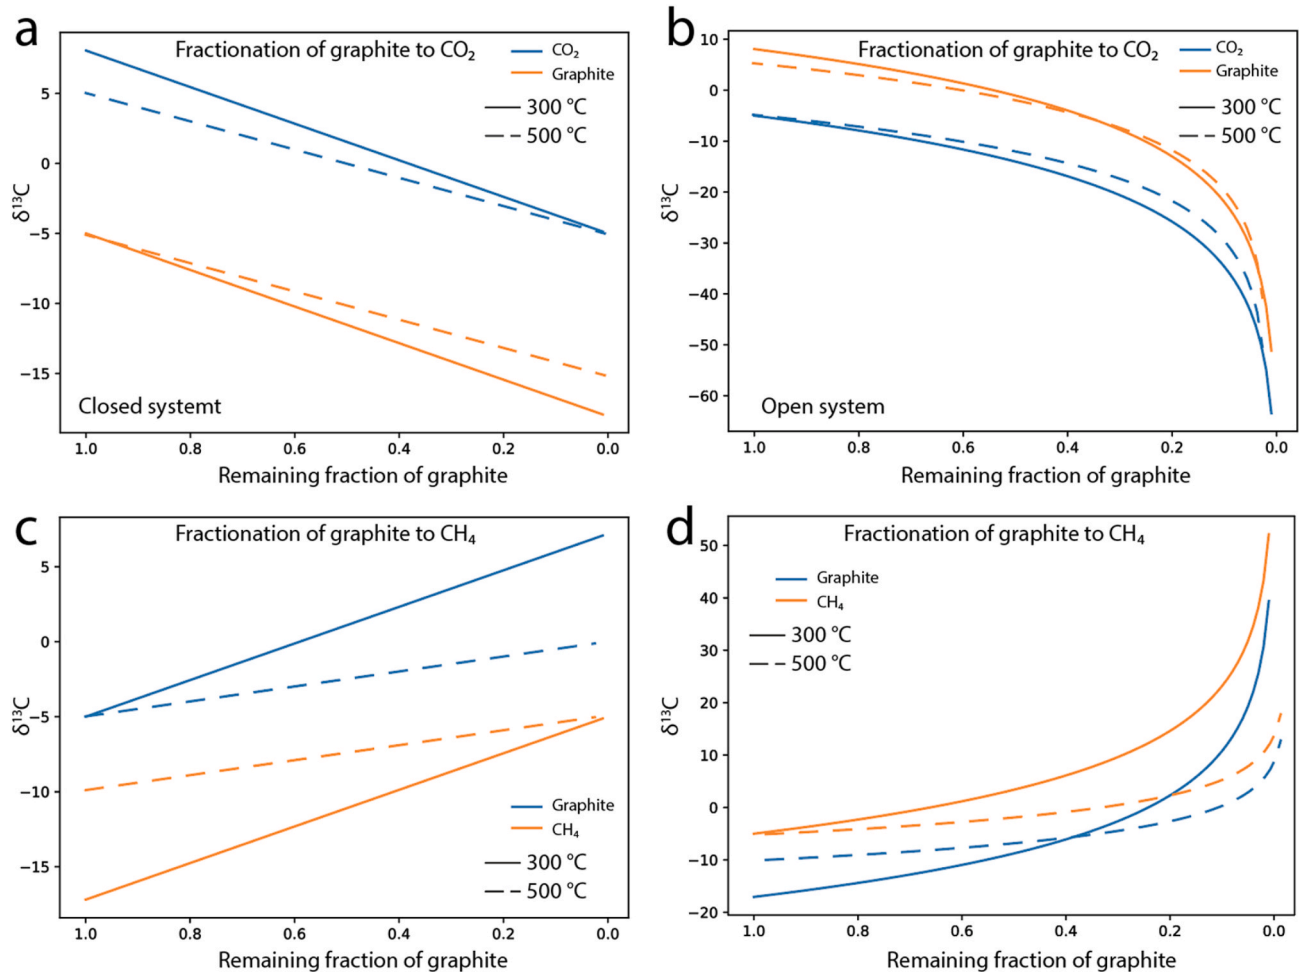 a
Fractionation of graphite to CO₂
CO₂
Graphite
300 °C
500 °C
5
0
−5
−10
−15
δ¹³C
Closed systemt
1.0 0.8 0.6 0.4 0.2 0.0
Remaining fraction of graphite
b
Fractionation of graphite to CO₂
CO₂
Graphite
300 °C
500 °C
10
0
−10
−20
−30
−40
−50
−60
δ¹³C
Open system
1.0 0.8 0.6 0.4 0.2 0.0
Remaining fraction of graphite
c
Fractionation of graphite to CH₄
5
0
−5
−10
−15
δ¹³C
Graphite
CH₄
300 °C
500 °C
1.0 0.8 0.6 0.4 0.2 0.0
Remaining fraction of graphite
d
Fractionation of graphite to CH₄
Graphite
CH₄
300 °C
500 °C
50
40
30
20
10
0
−10
−20
δ¹³C
1.0 0.8 0.6 0.4 0.2 0.0
Remaining fraction of graphite